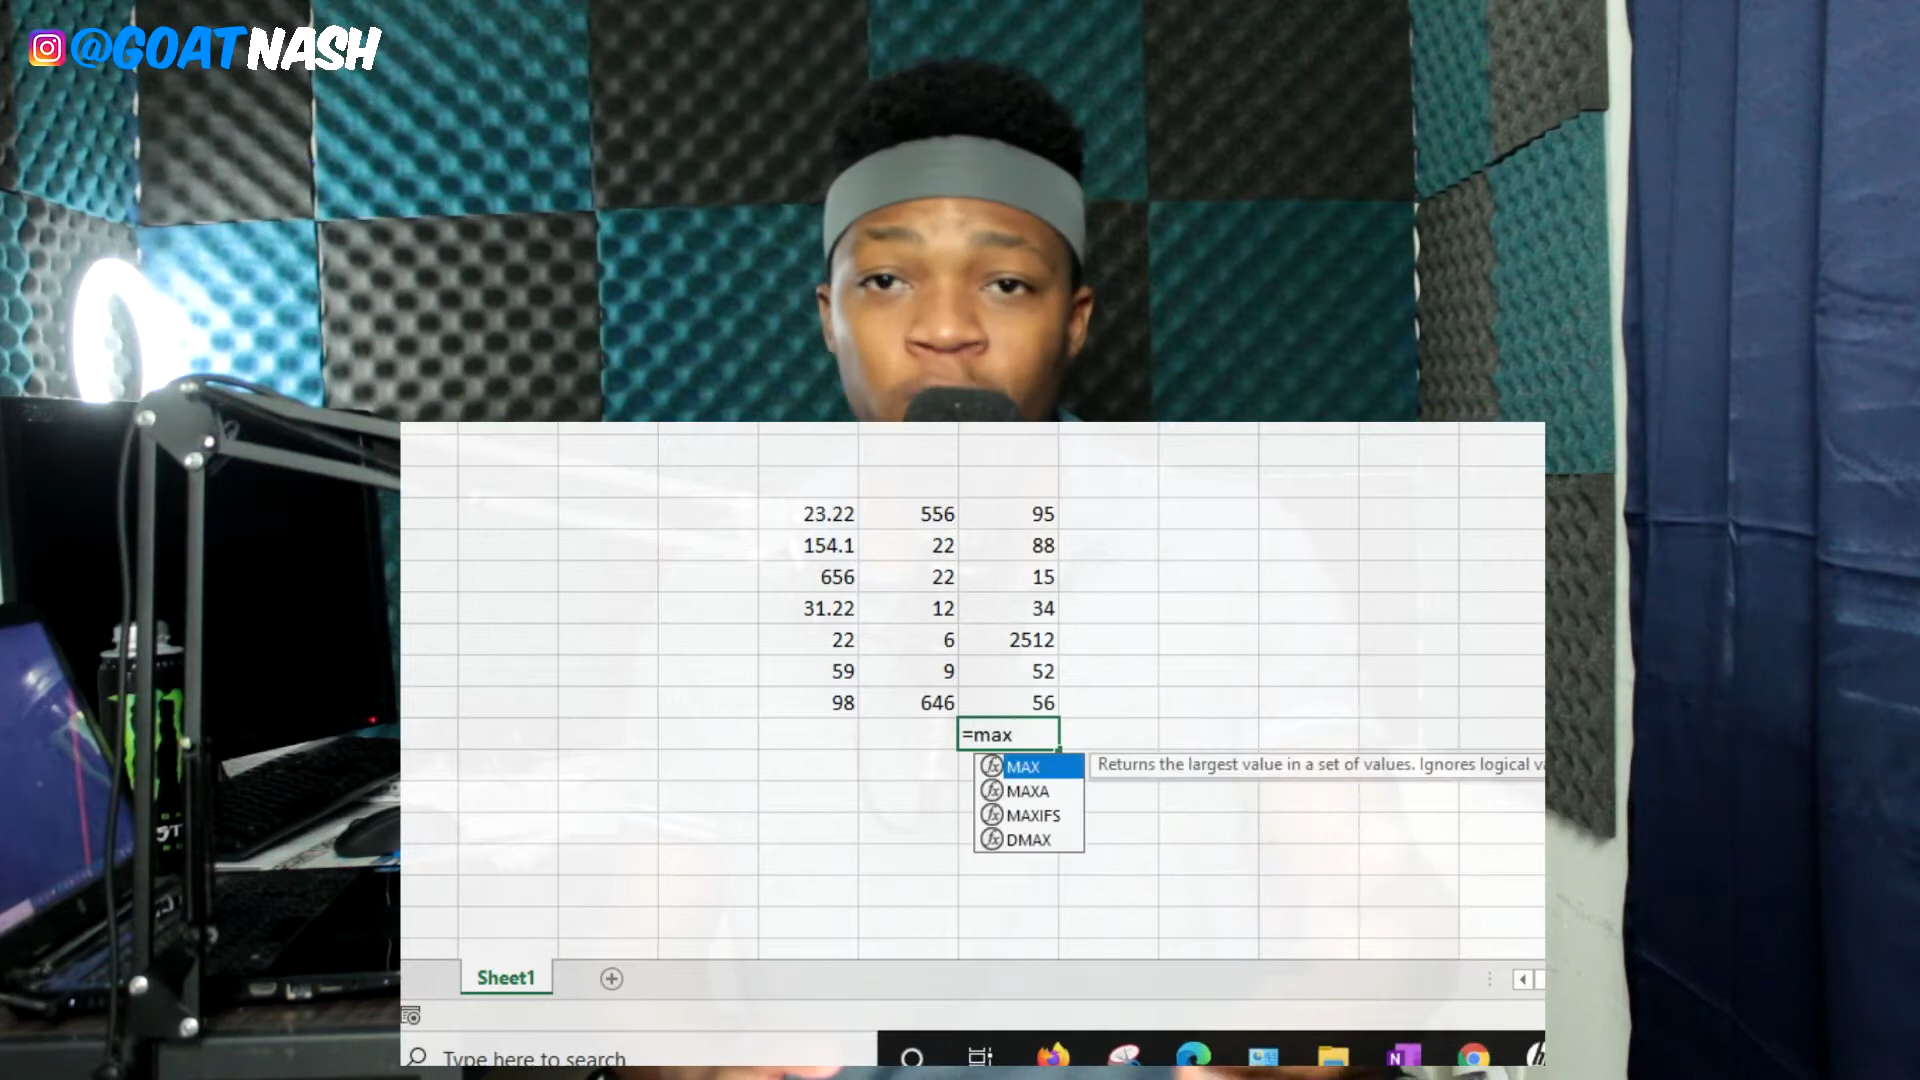 @GOATNASH
23.22 556 95
154.1 22 88
656 22 15
31.22 12 34
22 6 2512
59 9 52
98 646 56
=max
MAX Returns the largest value in a set of values. Ignores logical
MAXA
MAXIFS
DMAX
Sheet1
Type here to search